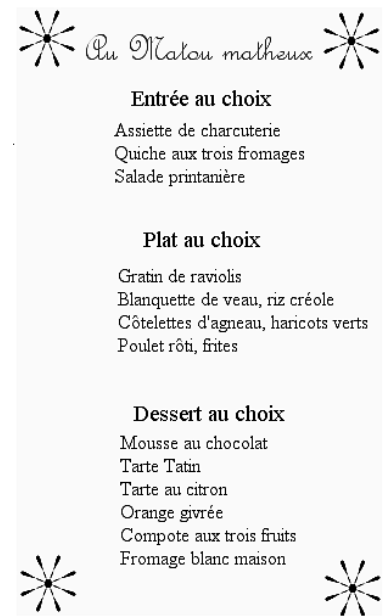 Au Matou matheux
Entrée au choix
Assiette de charcuterie
Quiche aux trois fromages
Salade printanière
Plat au choix
Gratin de raviolis
Blanquette de veau, riz créole
Côtelettes d'agneau, haricots verts
Poulet rôti, frites
Dessert au choix
Mousse au chocolat
Tarte Tatin
Tarte au citron
Orange givrée
Compote aux trois fruits
Fromage blanc maison